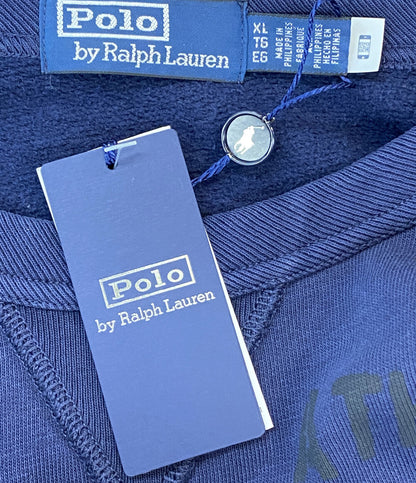 Polo
by Ralph Lauren
XL
TG
EG
MADE IN
PHILIPPINES
FABRIQUÉ
PHILIPPINES
HECHO EN
FILIPINAS
Polo
by Ralph Lauren
ATL